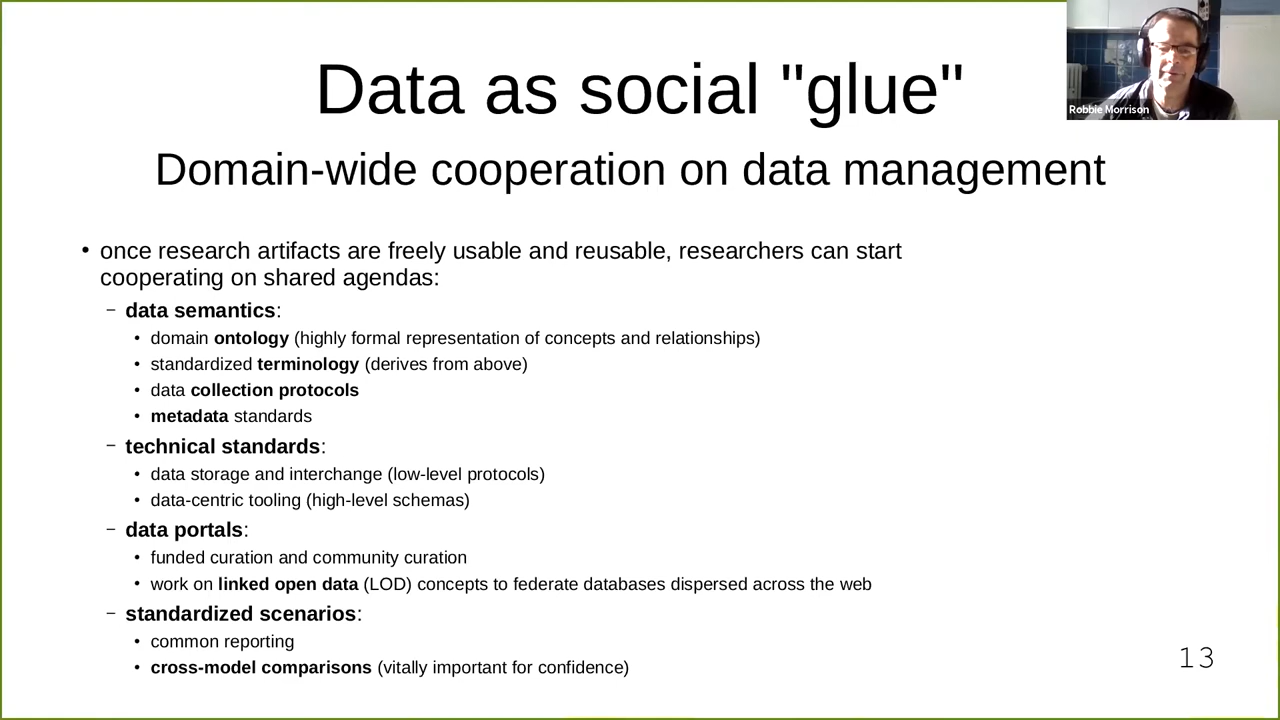 Data as social "glue"
Robbie Morrison
Domain-wide cooperation on data management
• once research artifacts are freely usable and reusable, researchers can start
cooperating on shared agendas:
– data semantics:
• domain ontology (highly formal representation of concepts and relationships)
• standardized terminology (derives from above)
• data collection protocols
• metadata standards
– technical standards:
• data storage and interchange (low-level protocols)
• data-centric tooling (high-level schemas)
– data portals:
• funded curation and community curation
• work on linked open data (LOD) concepts to federate databases dispersed across the web
– standardized scenarios:
• common reporting
• cross-model comparisons (vitally important for confidence)
13